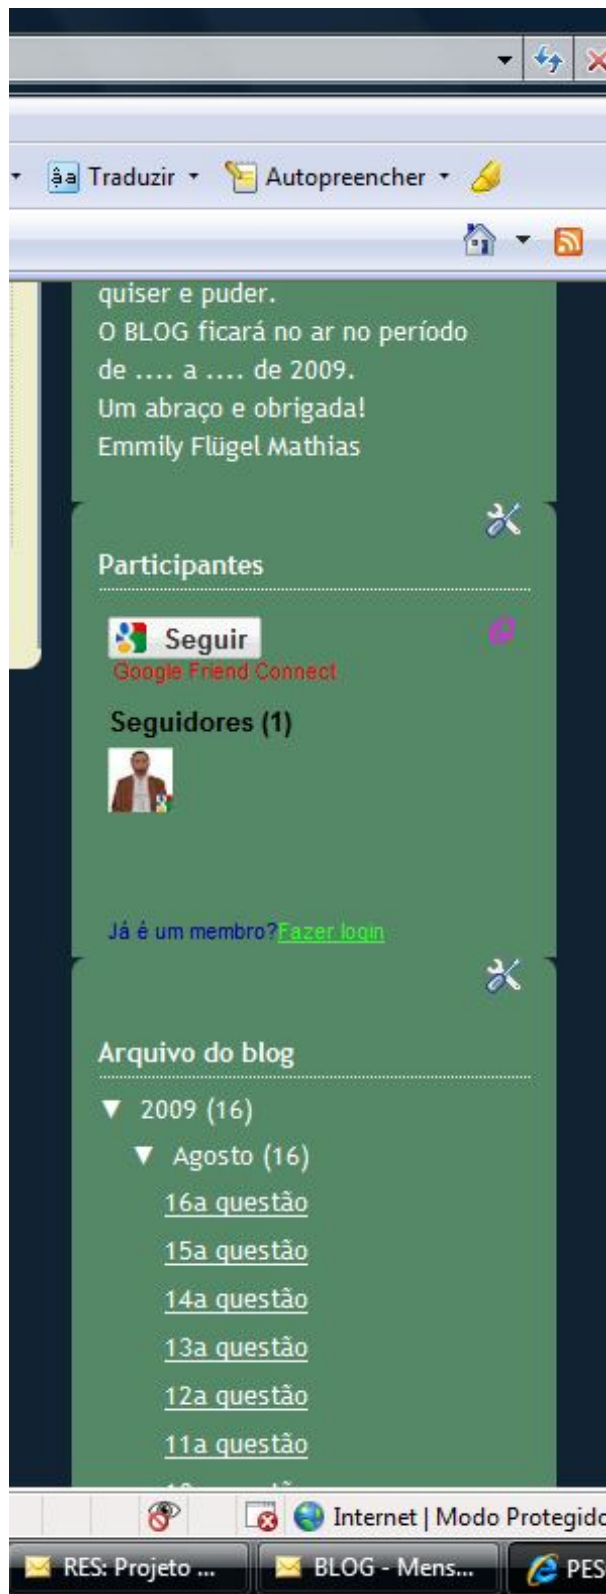 Traduzir
Autopreencher
quiser e puder.
O BLOG ficará no ar no período
de .... a .... de 2009.
Um abraço e obrigada!
Emmily Flügel Mathias
Participantes
Seguir
Google Friend Connect
Seguidores (1)
Já é um membro?Fazer login
Arquivo do blog
▼ 2009 (16)
▼ Agosto (16)
16a questão
15a questão
14a questão
13a questão
12a questão
11a questão
Internet | Modo Protegido
RES: Projeto ...
BLOG - Mens...
PES